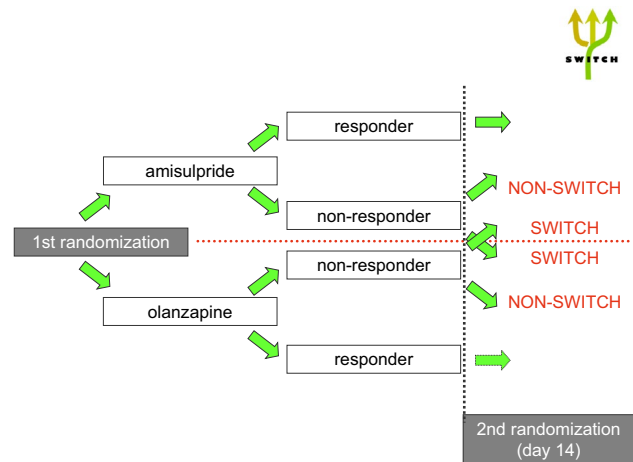 SWITCH
responder
amisulpride
NON-SWITCH
non-responder
SWITCH
1st randomization
SWITCH
non-responder
NON-SWITCH
olanzapine
responder
2nd randomization
(day 14)